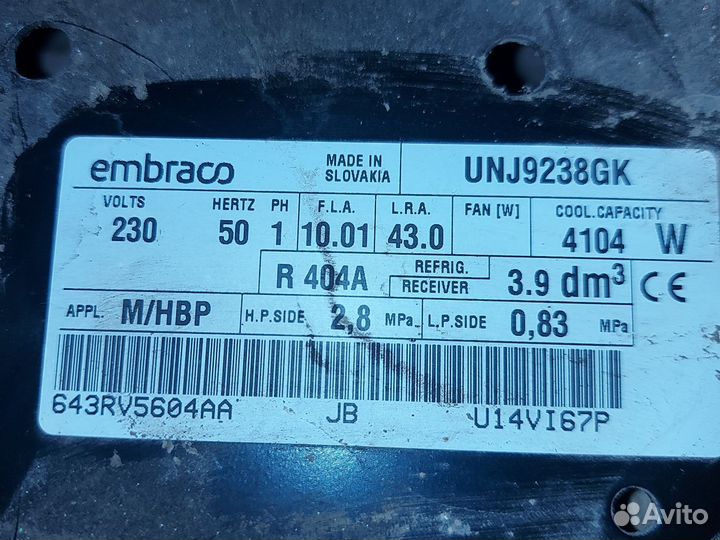 embraco MADE IN SLOVAKIA UNJ9238GK
VOLTS HERTZ PH F.L.A. L.R.A. FAN [W] COOL.CAPACITY
230 50 1 10.01 43.0 4104 W
R 404A REFRIG. RECEIVER 3.9 dm³ CE
APPL. M/HBP H.P.SIDE 2,8 MPa L.P.SIDE 0,83 MPa
643RV5604AA JB U14VI67P
Avito